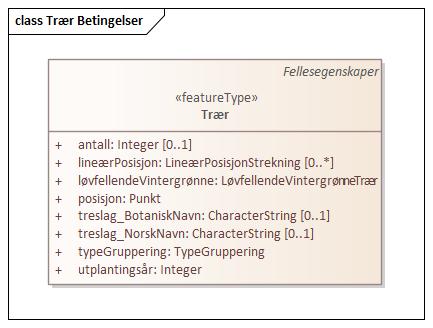 class Trær Betingelser
Fellesegenskaper
«featureType»
Trær
+ antall: Integer [0..1]
+ lineærPosisjon: LineærPosisjonStrekning [0..*]
+ løvfellendeVintergrønne: LøvfellendeVintergrønneTrær
+ posisjon: Punkt
+ treslag_BotaniskNavn: CharacterString [0..1]
+ treslag_NorskNavn: CharacterString [0..1]
+ typeGruppering: TypeGruppering
+ utplantingsår: Integer